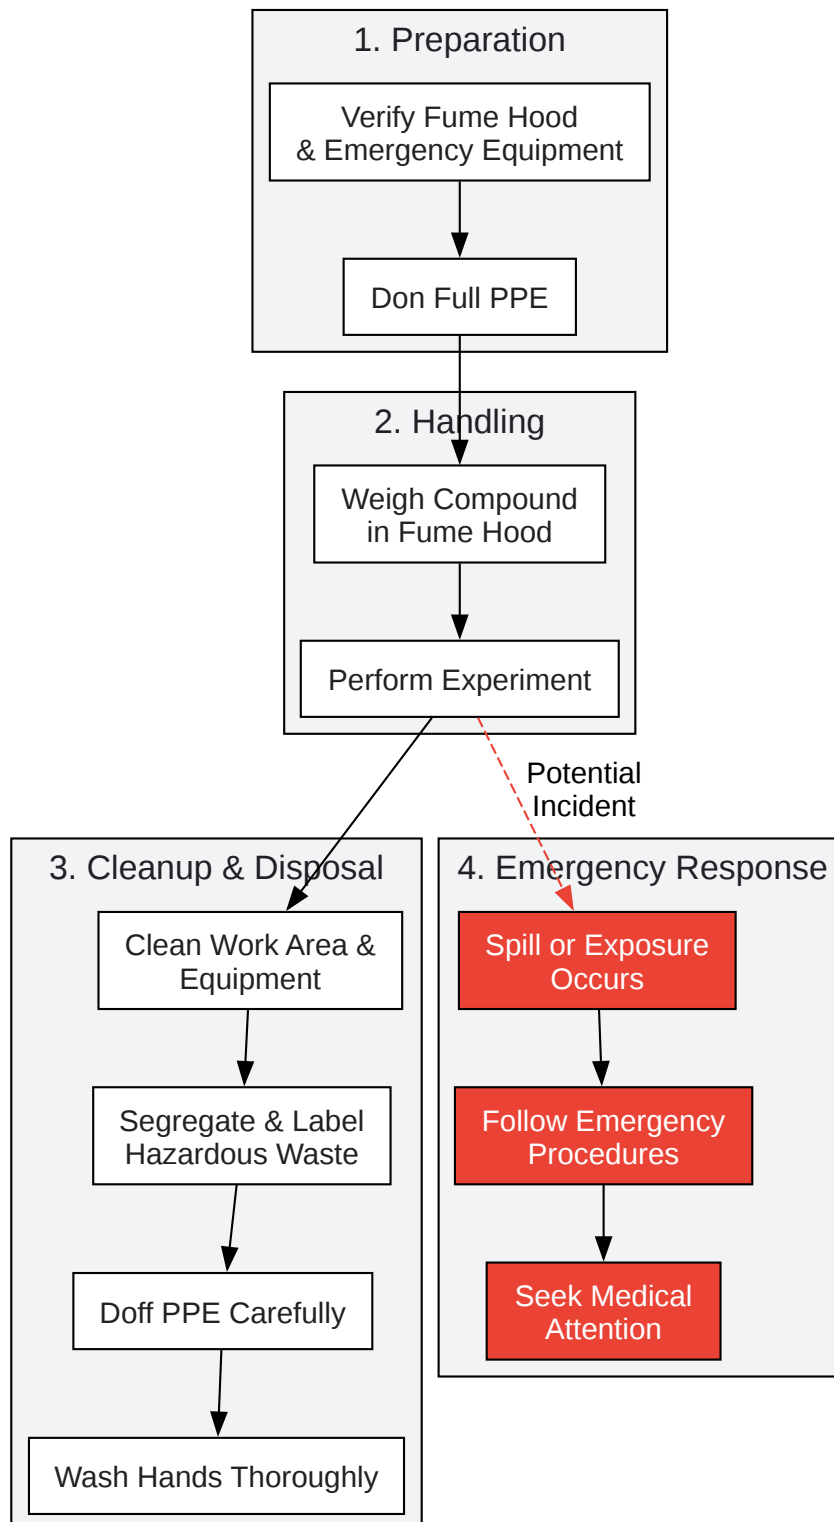 1. Preparation
Verify Fume Hood
& Emergency Equipment
Don Full PPE
2. Handling
Weigh Compound
in Fume Hood
Perform Experiment
Potential
Incident
3. Cleanup & Disposal
Clean Work Area &
Equipment
Segregate & Label
Hazardous Waste
Doff PPE Carefully
Wash Hands Thoroughly
4. Emergency Response
Spill or Exposure
Occurs
Follow Emergency
Procedures
Seek Medical
Attention